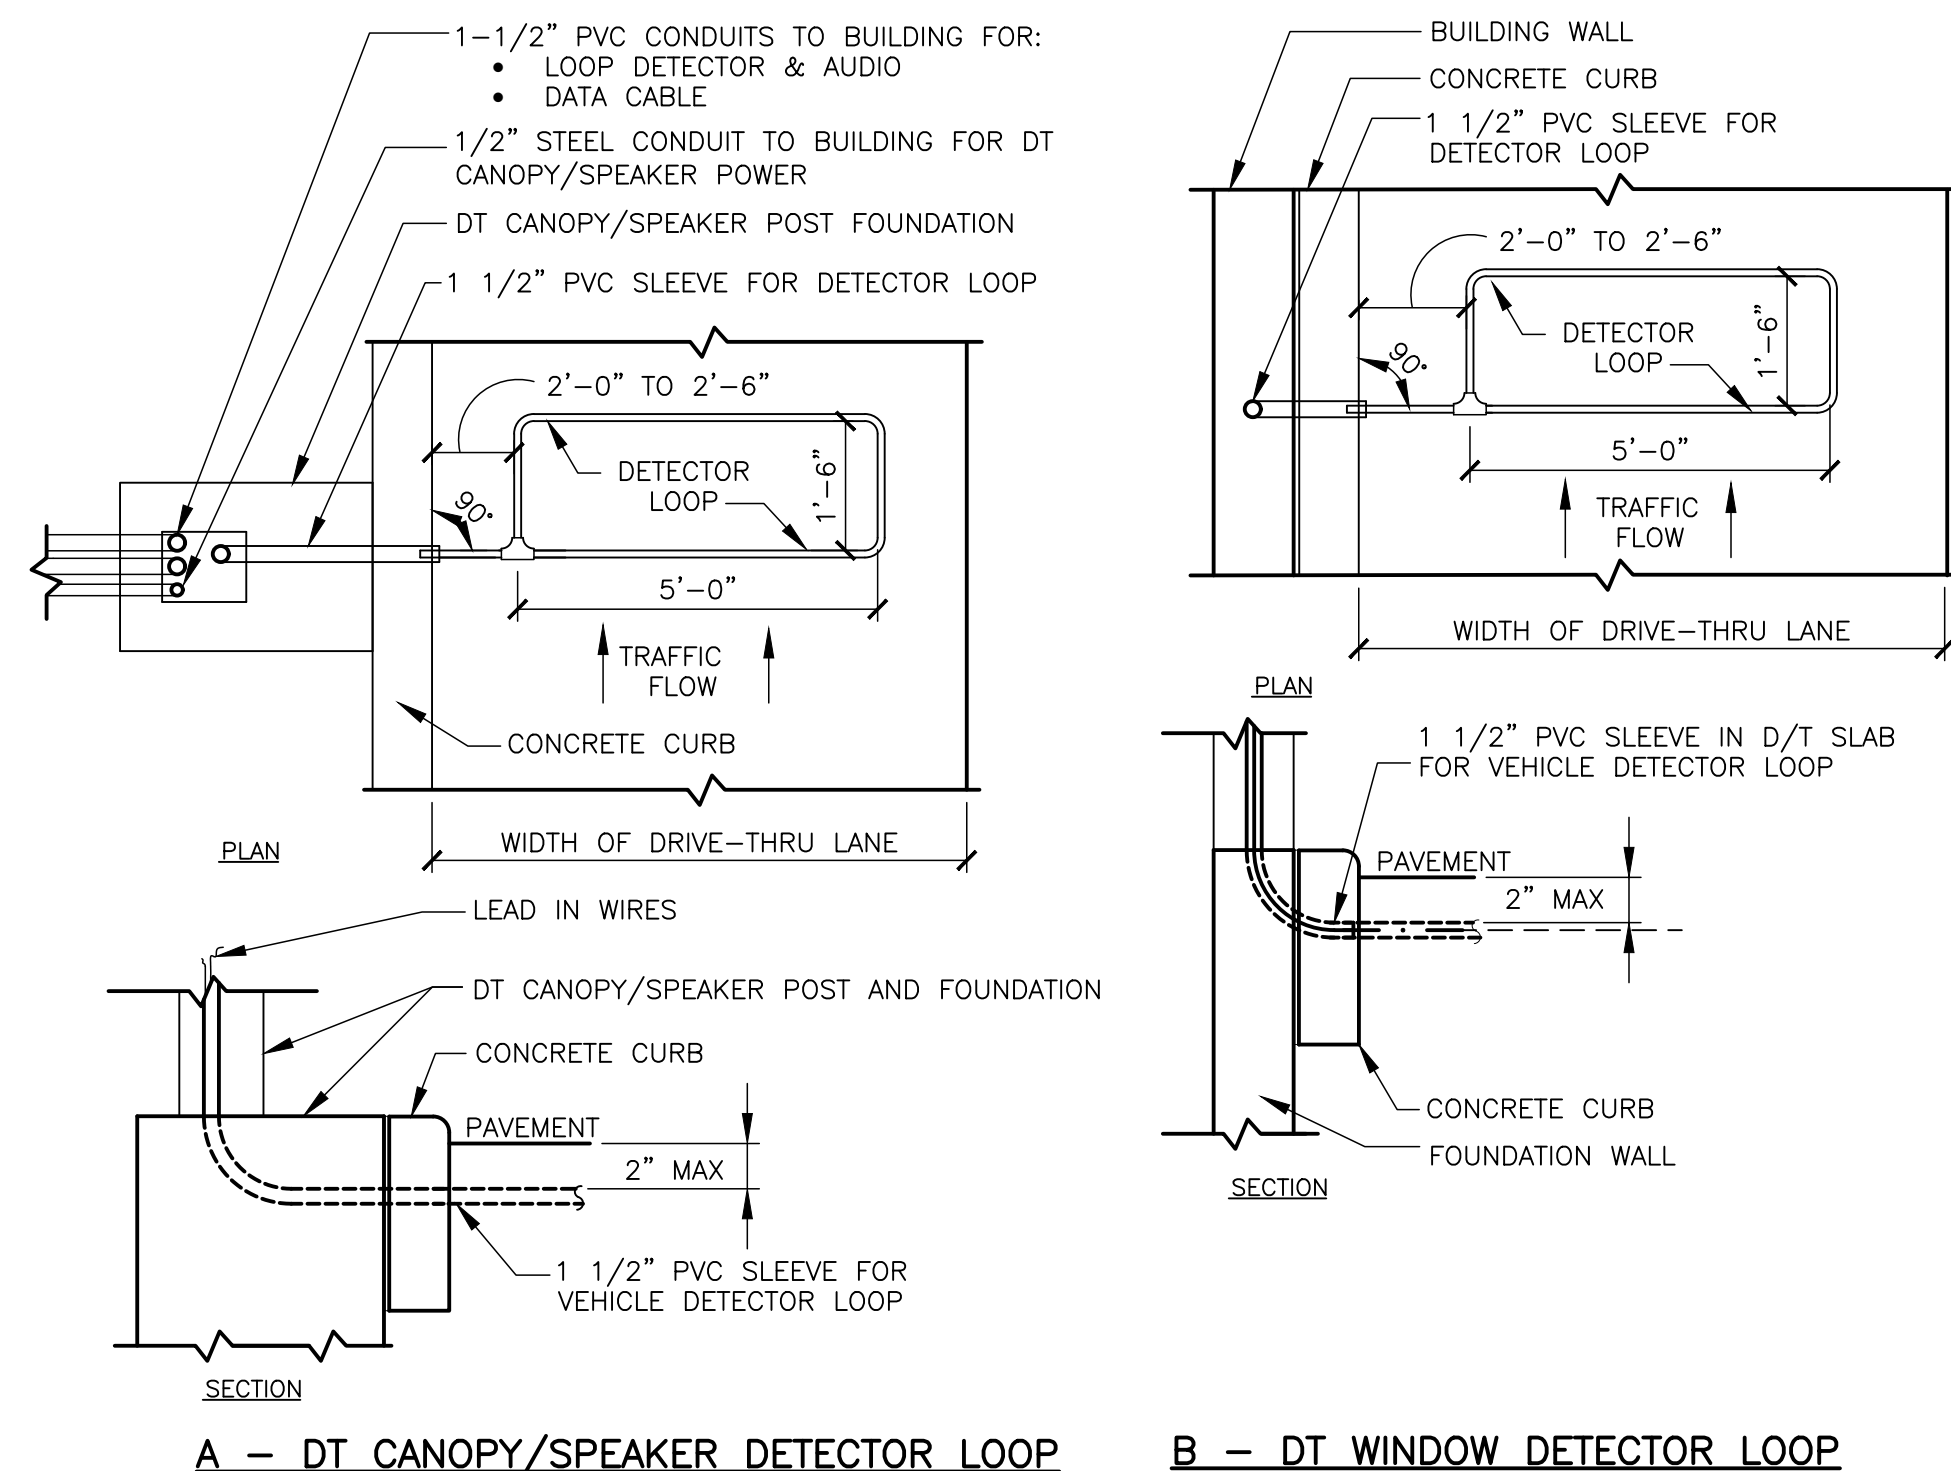 1-1/2" PVC CONDUITS TO BUILDING FOR:
• LOOP DETECTOR & AUDIO
• DATA CABLE
1/2" STEEL CONDUIT TO BUILDING FOR DT
CANOPY/SPEAKER POWER
DT CANOPY/SPEAKER POST FOUNDATION
1 1/2" PVC SLEEVE FOR DETECTOR LOOP
2'-0" TO 2'-6"
DETECTOR
LOOP
1'-6"
90°
5'-0"
TRAFFIC
FLOW
CONCRETE CURB
WIDTH OF DRIVE-THRU LANE
PLAN
LEAD IN WIRES
DT CANOPY/SPEAKER POST AND FOUNDATION
CONCRETE CURB
PAVEMENT
2" MAX
1 1/2" PVC SLEEVE FOR
VEHICLE DETECTOR LOOP
SECTION
A - DT CANOPY/SPEAKER DETECTOR LOOP
BUILDING WALL
CONCRETE CURB
1 1/2" PVC SLEEVE FOR
DETECTOR LOOP
2'-0" TO 2'-6"
DETECTOR
LOOP
1'-6"
90°
5'-0"
TRAFFIC
FLOW
WIDTH OF DRIVE-THRU LANE
PLAN
1 1/2" PVC SLEEVE IN D/T SLAB
FOR VEHICLE DETECTOR LOOP
PAVEMENT
2" MAX
CONCRETE CURB
FOUNDATION WALL
SECTION
B - DT WINDOW DETECTOR LOOP